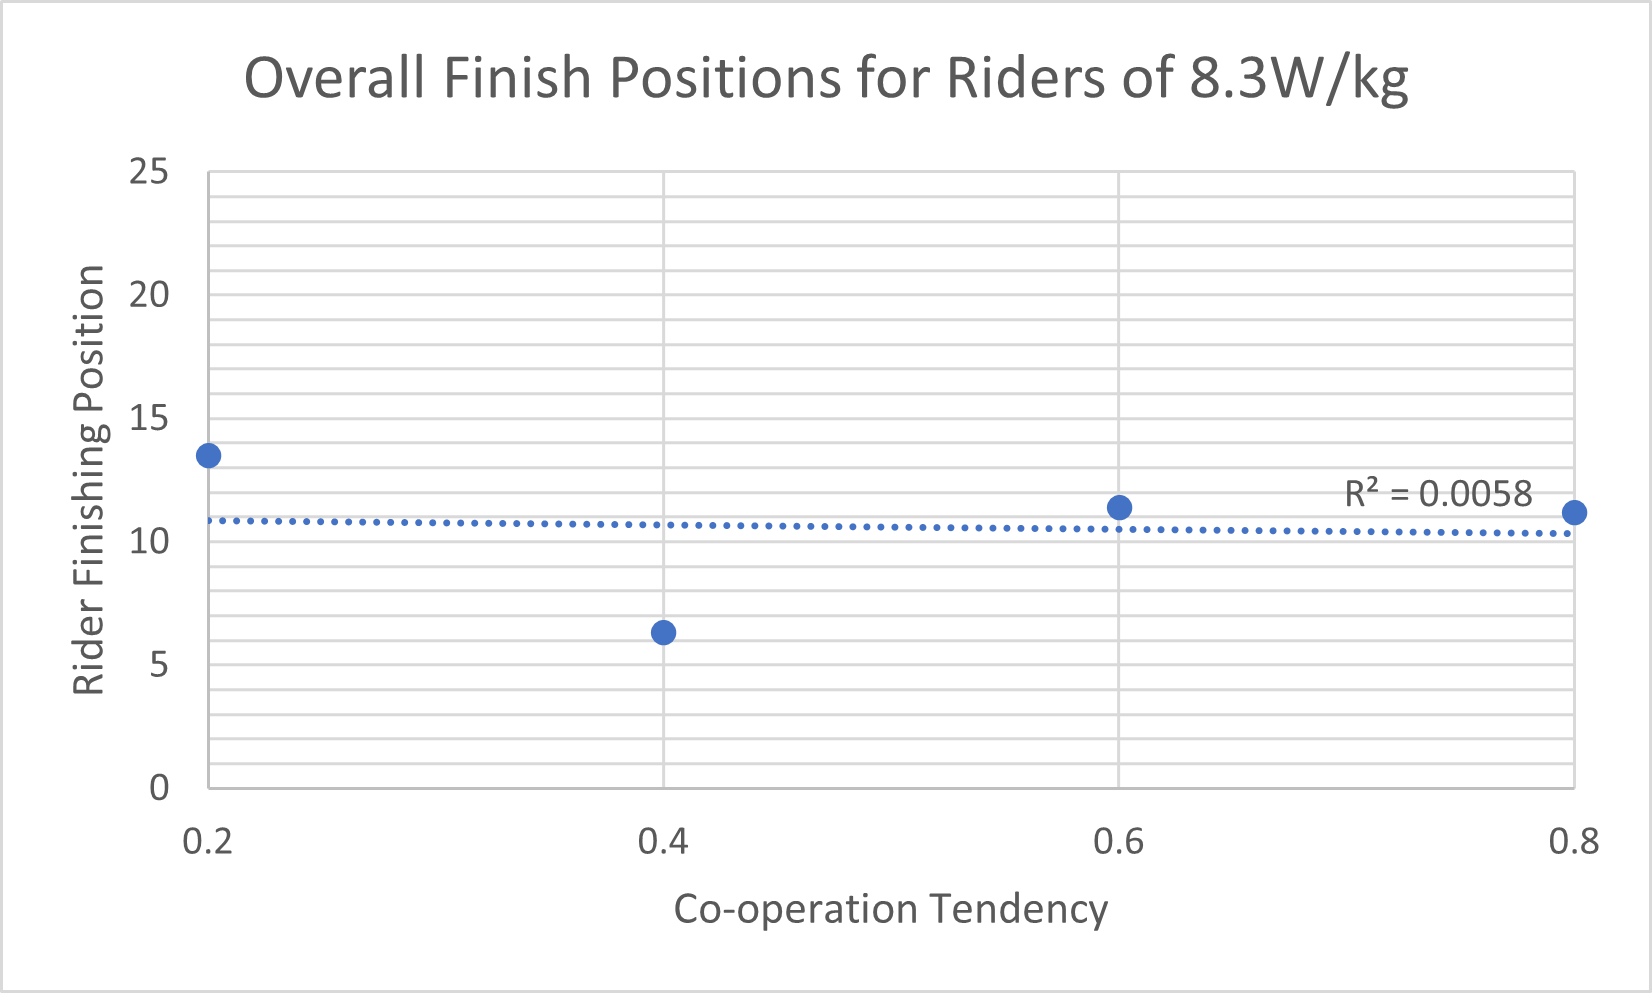 Overall Finish Positions for Riders of 8.3W/kg
Rider Finishing Position
25
20
15
10
5
0
R² = 0.0058
0.2 0.4 0.6 0.8
Co-operation Tendency